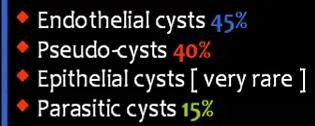 Endothelial cysts 45%
Pseudo-cysts 40%
Epithelial cysts [ very rare ]
Parasitic cysts 15%